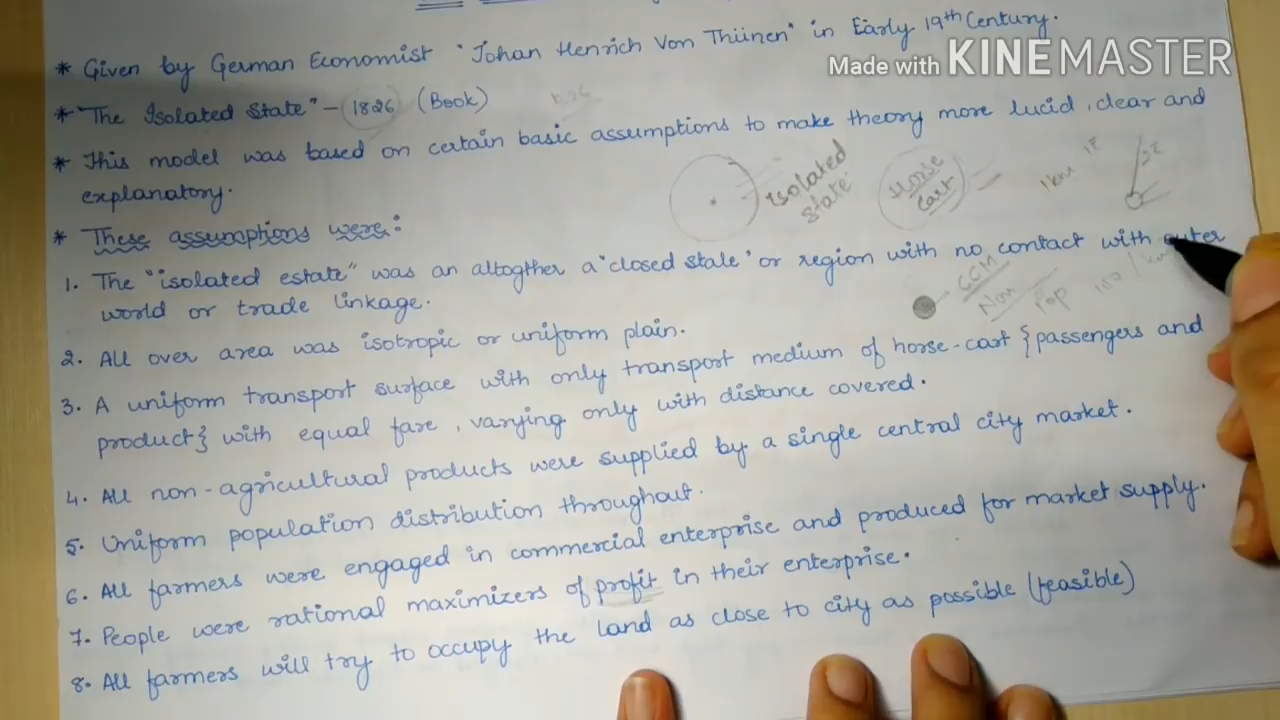 * Given by German Economist 'Johan Henrich Von Thünen' in Early 19th Century.
Made with KINEMASTER
* "The Isolated State" - 1826 (Book)
* This model was based on certain basic assumptions to make theory more lucid, clear and
explanatory.
isolated state
Horse Cart
1km
* These assumptions were:
1. The "isolated estate" was an altogther a "closed state" or region with no contact with outer
world or trade linkage.
CCM
Non
Pop
100 / km
2. All over area was isotropic or uniform plain.
3. A uniform transport surface with only transport medium of horse-cart {passengers and
product} with equal fare, varying only with distance covered.
4. All non-agricultural products were supplied by a single central city market.
5. Uniform population distribution throughout.
6. All farmers were engaged in commercial enterprise and produced for market supply.
7. People were rational maximizers of profit in their enterprise.
8. All farmers will try to occupy the land as close to city as possible (feasible)